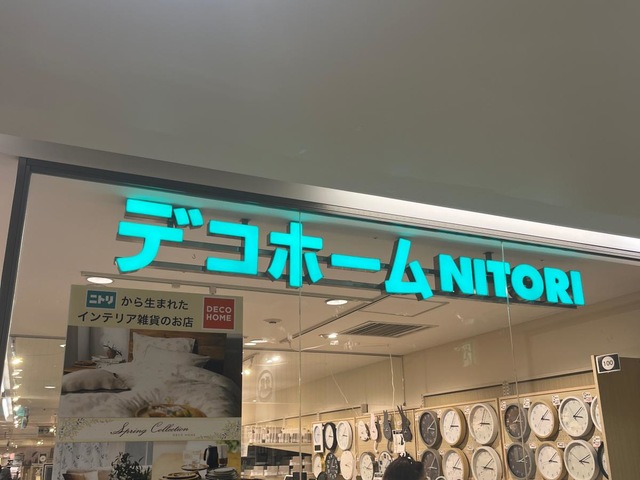 デコホームNITORI
ニトリ から生まれた
インテリア雑貨のお店
DECO
HOME
Spring Collection
100